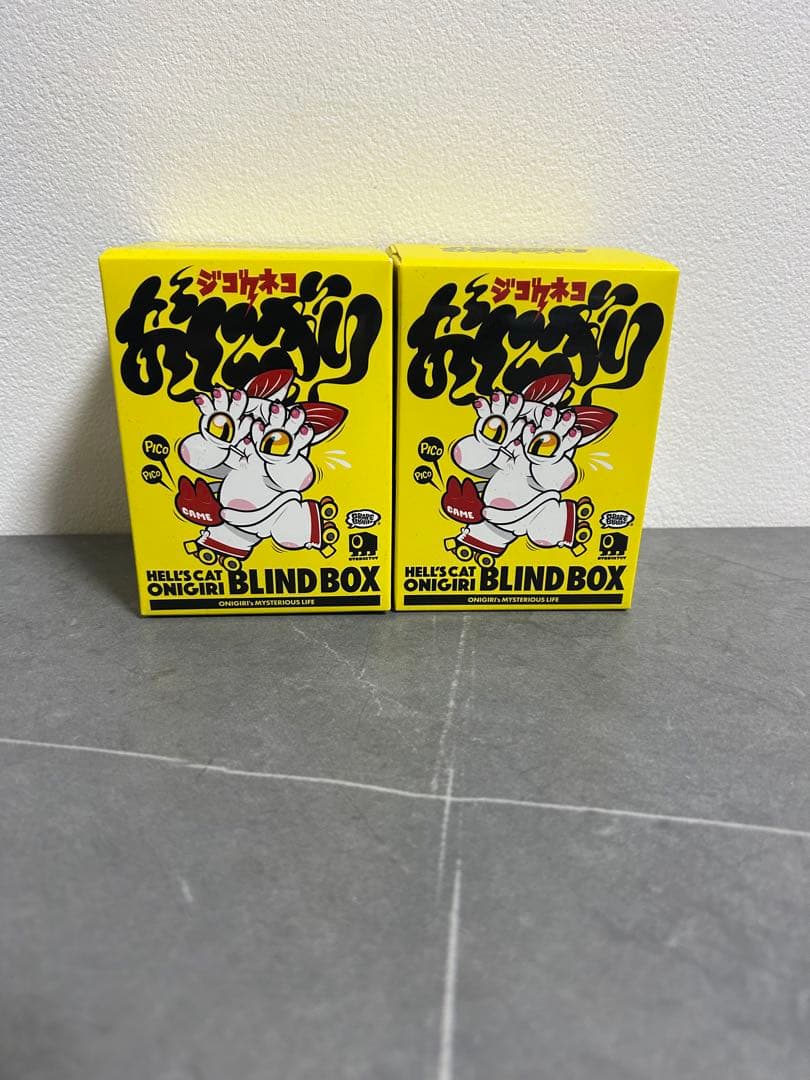 ジゴクネコ
おにぎり
PICO
PICO
GAME
HELL'S CAT
ONIGIRI BLIND BOX
ONIGIRI's MYSTERIOUS LIFE
ジゴクネコ
おにぎり
PICO
PICO
GAME
HELL'S CAT
ONIGIRI BLIND BOX
ONIGIRI's MYSTERIOUS LIFE